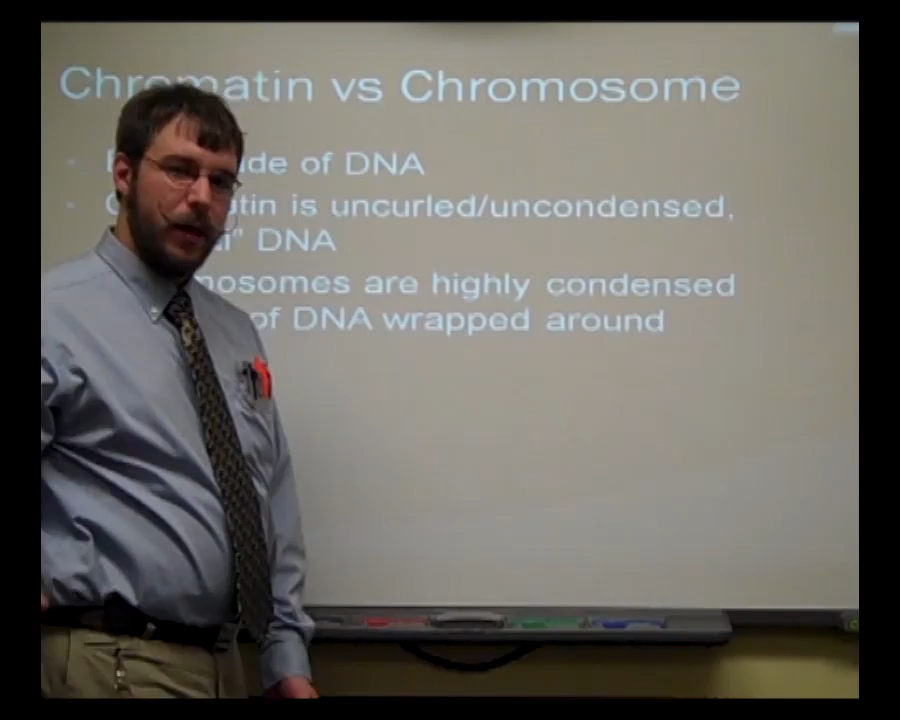 Chromatin vs Chromosome
de of DNA
tin is uncurled/uncondensed,
" DNA
mosomes are highly condensed
of DNA wrapped around